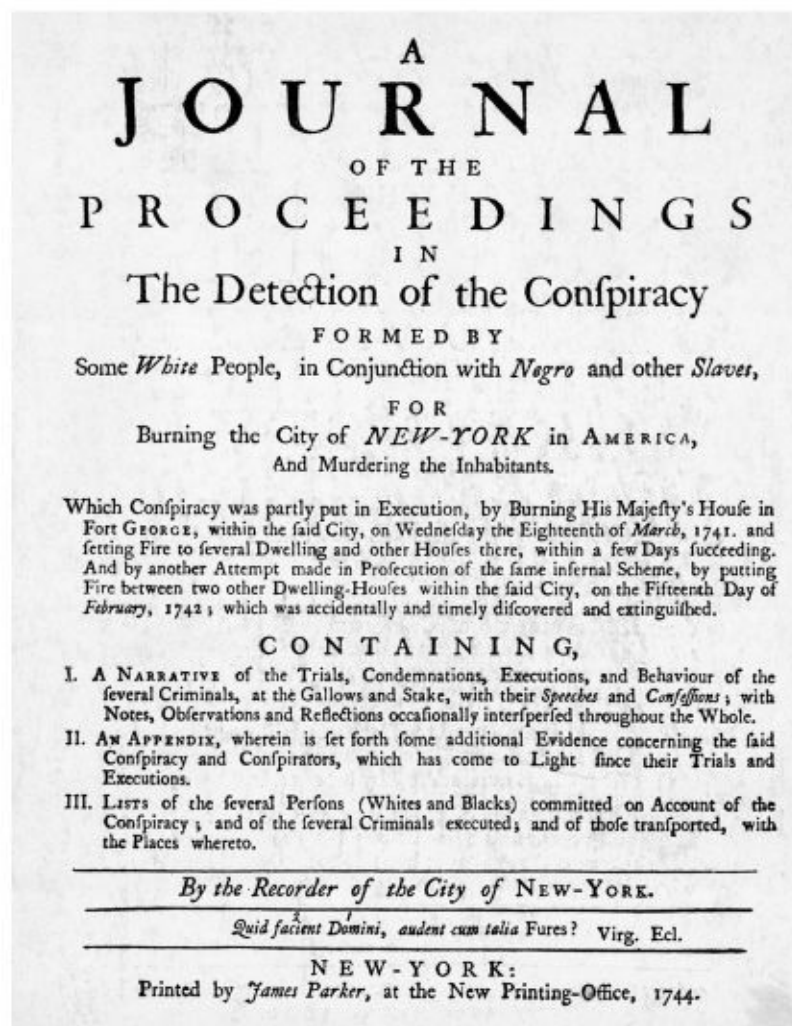 A
JOURNAL
OF THE
PROCEEDINGS
IN
The Detection of the Conſpiracy
FORMED BY
Some White People, in Conjunction with Negro and other Slaves,
FOR
Burning the City of NEW-YORK in AMERICA,
And Murdering the Inhabitants.
Which Conſpiracy was partly put in Execution, by Burning His Majeſty's Houſe in
Fort GEORGE, within the ſaid City, on Wedneſday the Eighteenth of March, 1741. and
ſetting Fire to ſeveral Dwelling and other Houſes there, within a few Days ſucceeding.
And by another Attempt made in Proſecution of the ſame infernal Scheme, by putting
Fire between two other Dwelling-Houſes within the ſaid City, on the Fifteenth Day of
February, 1742; which was accidentally and timely diſcovered and extinguiſhed.
CONTAINING,
I. A NARRATIVE of the Trials, Condemnations, Executions, and Behaviour of the
ſeveral Criminals, at the Gallows and Stake, with their Speeches and Confeſſions; with
Notes, Obſervations and Reflections occaſionally interſperſed throughout the Whole.
II. AN APPENDIX, wherein is ſet forth ſome additional Evidence concerning the ſaid
Conſpiracy and Conſpirators, which has come to Light ſince their Trials and
Executions.
III. LISTS of the ſeveral Perſons (Whites and Blacks) committed on Account of the
Conſpiracy; and of the ſeveral Criminals executed; and of thoſe tranſported, with
the Places whereto.
By the Recorder of the City of NEW-YORK.
2 1
Quid facient Domini, audent cum talia Fures? Virg. Ecl.
NEW-YORK:
Printed by James Parker, at the New Printing-Office, 1744.